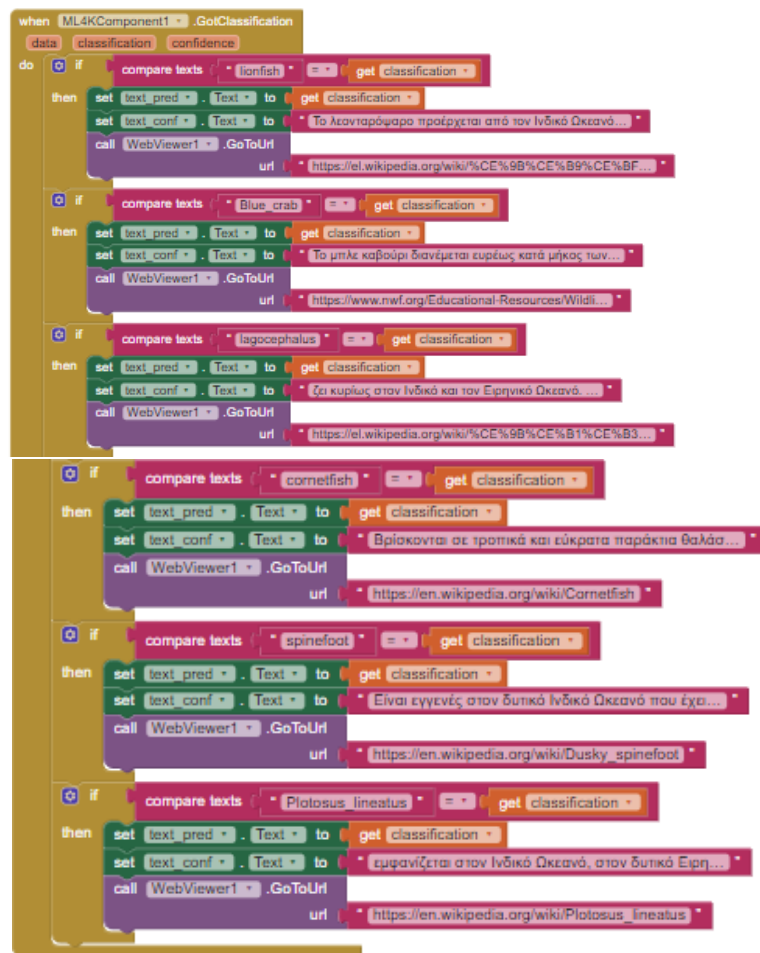 when ML4KComponent1 .GotClassification
data classification confidence
do if compare texts " lionfish " = get classification
then set text_pred . Text to get classification
set text_conf . Text to " Το λεονταρόψαρο προέρχεται από τον Ινδικό Ωκεανό... "
call WebViewer1 .GoToUrl
url " https://el.wikipedia.org/wiki/%CE%9B%CE%B9%CE%BF... "
if compare texts " Blue_crab " = get classification
then set text_pred . Text to get classification
set text_conf . Text to " Το μπλε καβούρι διανέμεται ευρέως κατά μήκος των... "
call WebViewer1 .GoToUrl
url " https://www.nwf.org/Educational-Resources/Wildli... "
if compare texts " lagocephalus " = get classification
then set text_pred . Text to get classification
set text_conf . Text to " ζει κυρίως στον Ινδικό και τον Ειρηνικό Ωκεανό. ... "
call WebViewer1 .GoToUrl
url " https://el.wikipedia.org/wiki/%CE%9B%CE%B1%CE%B3... "
if compare texts " cornetfish " = get classification
then set text_pred . Text to get classification
set text_conf . Text to " Βρίσκονται σε τροπικά και εύκρατα παράκτια θαλάσ... "
call WebViewer1 .GoToUrl
url " https://en.wikipedia.org/wiki/Cornetfish "
if compare texts " spinefoot " = get classification
then set text_pred . Text to get classification
set text_conf . Text to " Είναι εγγενές στον δυτικό Ινδικό Ωκεανό που έχει... "
call WebViewer1 .GoToUrl
url " https://en.wikipedia.org/wiki/Dusky_spinefoot "
if compare texts " Plotosus_lineatus " = get classification
then set text_pred . Text to get classification
set text_conf . Text to " εμφανίζεται στον Ινδικό Ωκεανό, στον δυτικό Ειρη... "
call WebViewer1 .GoToUrl
url " https://en.wikipedia.org/wiki/Plotosus_lineatus "